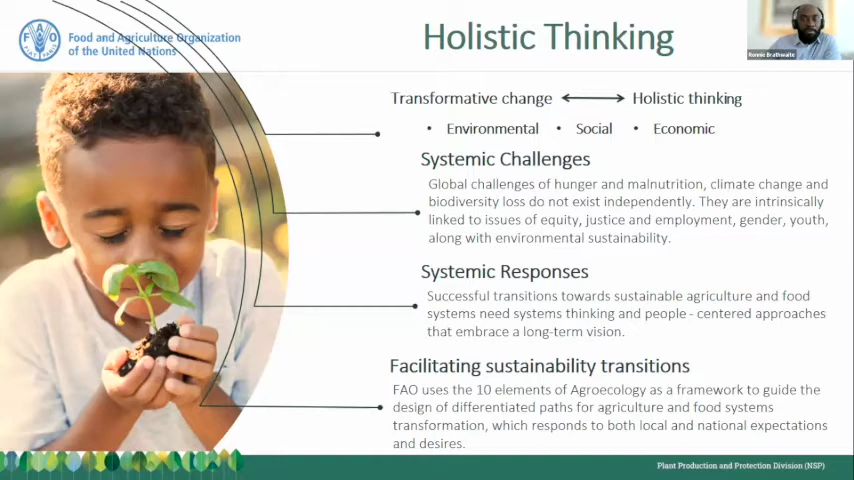 Food and Agriculture Organization
of the United Nations
Holistic Thinking
Ronnie Brathwaite
Transformative change Holistic thinking
• Environmental • Social • Economic
Systemic Challenges
Global challenges of hunger and malnutrition, climate change and
biodiversity loss do not exist independently. They are intrinsically
linked to issues of equity, justice and employment, gender, youth,
along with environmental sustainability.
Systemic Responses
Successful transitions towards sustainable agriculture and food
systems need systems thinking and people - centered approaches
that embrace a long-term vision.
Facilitating sustainability transitions
FAO uses the 10 elements of Agroecology as a framework to guide the
design of differentiated paths for agriculture and food systems
transformation, which responds to both local and national expectations
and desires.
Plant Production and Protection Division (NSP)